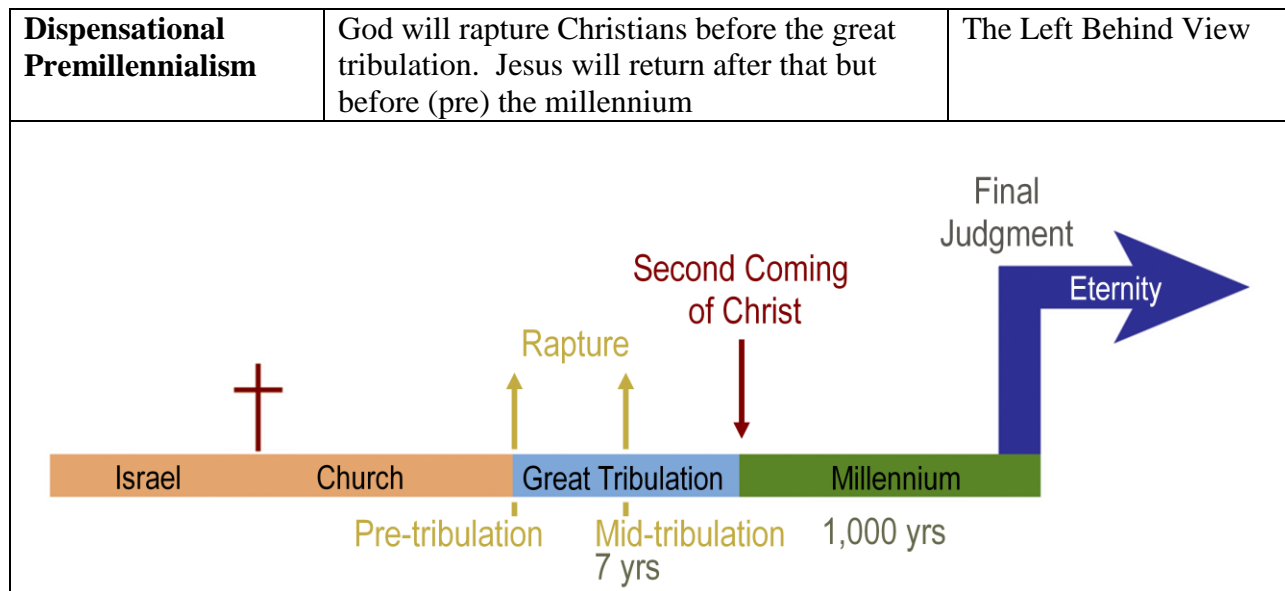 Dispensational
Premillennialism
God will rapture Christians before the great
tribulation.  Jesus will return after that but
before (pre) the millennium
The Left Behind View
Final
Judgment
Eternity
Second Coming
of Christ
Rapture
Israel
Church
Great Tribulation
Millennium
Pre-tribulation
Mid-tribulation
7 yrs
1,000 yrs